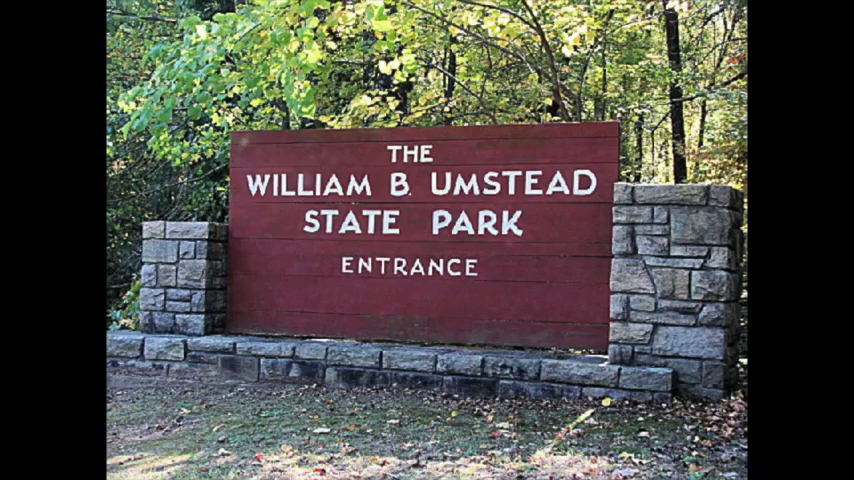 THE
WILLIAM B. UMSTEAD
STATE PARK
ENTRANCE